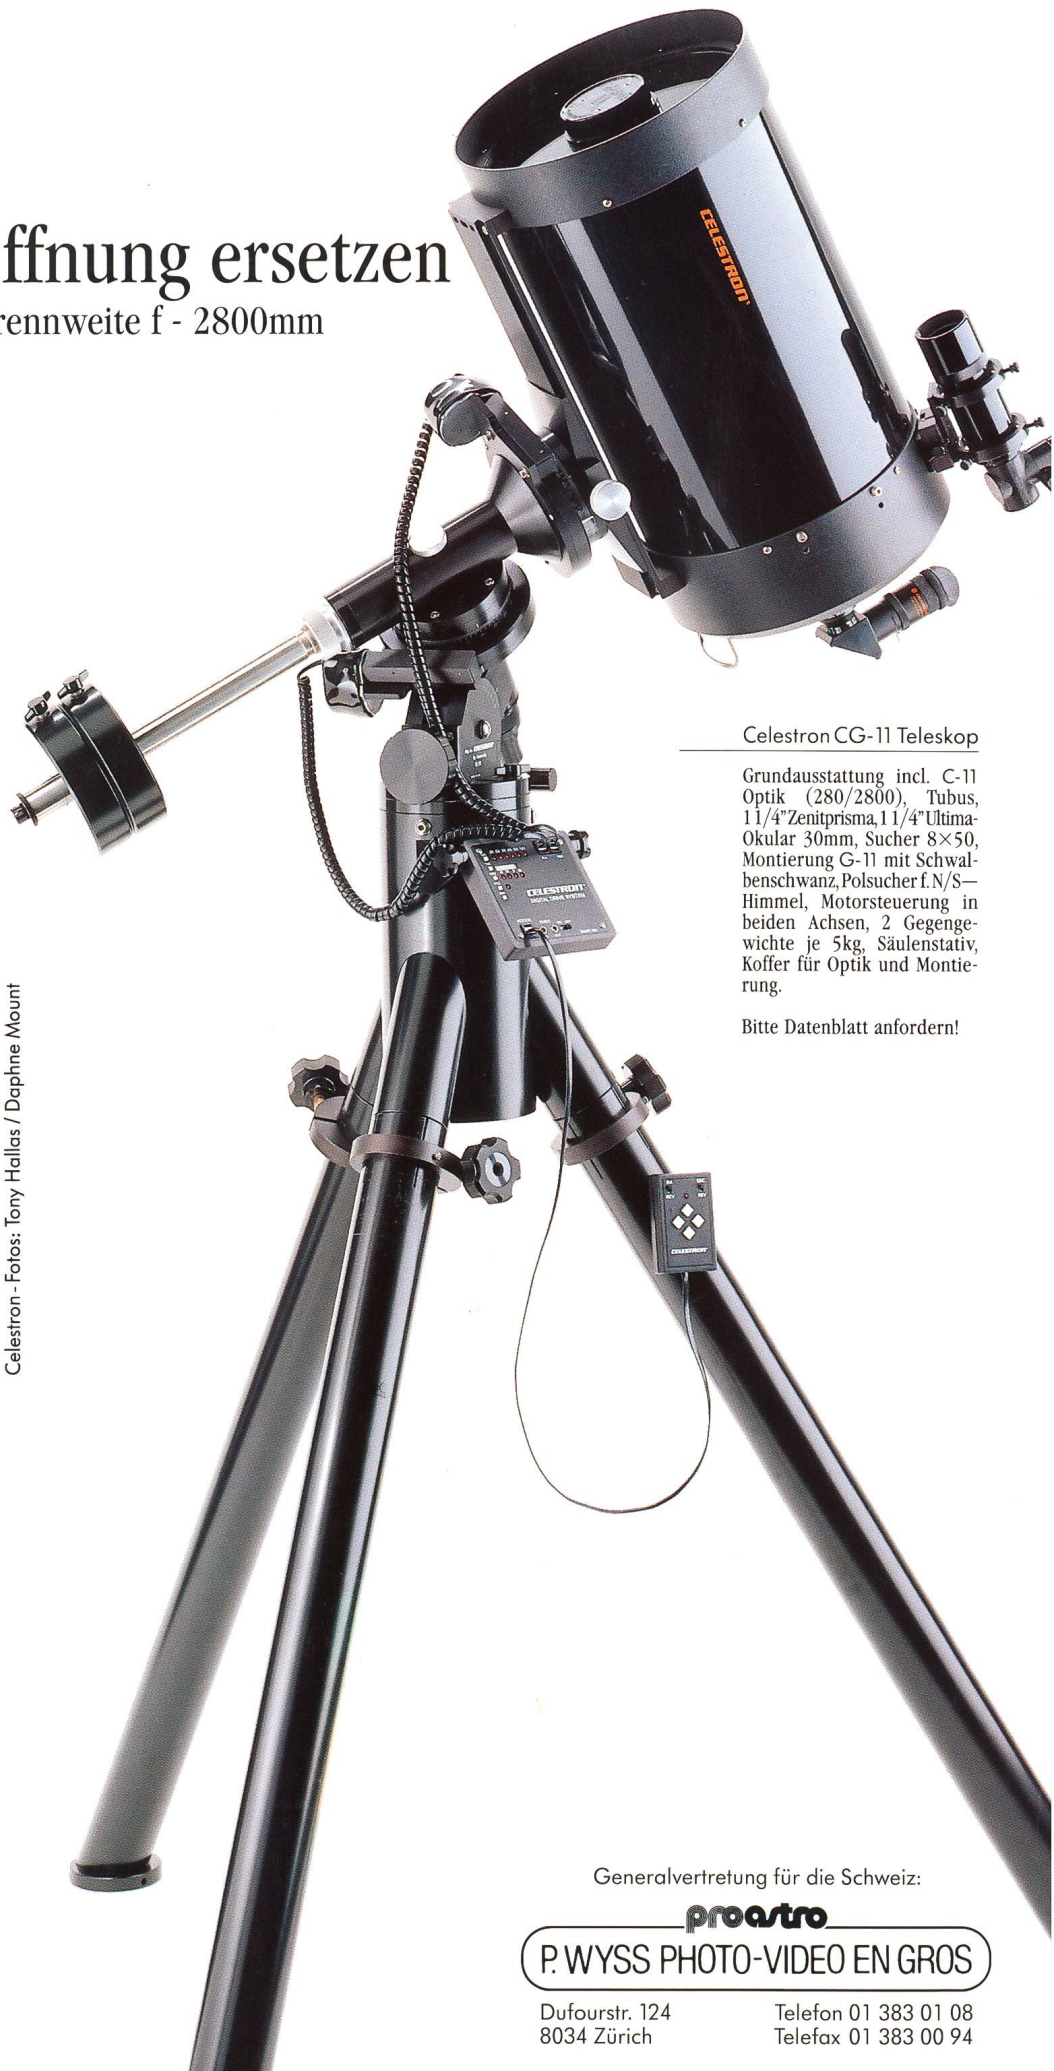 ffnung ersetzen
rennweite f - 2800mm
CELESTRON
Celestron CG-11 Teleskop
Grundausstattung incl. C-11
Optik (280/2800), Tubus,
1 1/4" Zenitprisma, 1 1/4" Ultima-
Okular 30mm, Sucher 8×50,
Montierung G-11 mit Schwal-
benschwanz, Polsucher f. N/S—
Himmel, Motorsteuerung in
beiden Achsen, 2 Gegenge-
wichte je 5kg, Säulenstativ,
Koffer für Optik und Montie-
rung.
Bitte Datenblatt anfordern!
CELESTRON
DIGITAL DRIVE SYSTEM
CELESTRON
Celestron - Fotos: Tony Hallas / Daphne Mount
Generalvertretung für die Schweiz:
proastro
P. WYSS PHOTO-VIDEO EN GROS
Dufourstr. 124
8034 Zürich
Telefon 01 383 01 08
Telefax 01 383 00 94